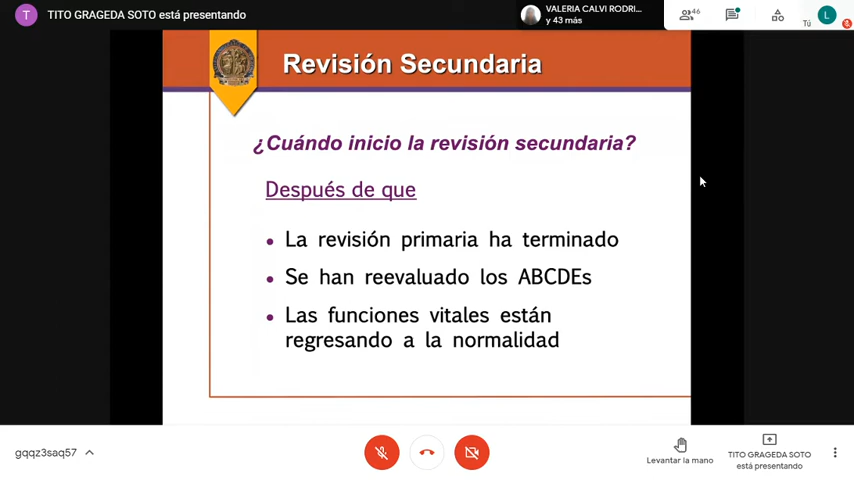 T TITO GRAGEDA SOTO está presentando
VALERIA CALVI RODRI...
y 43 más
46
Tú
L
Revisión Secundaria
¿Cuándo inicio la revisión secundaria?
Después de que
• La revisión primaria ha terminado
• Se han reevaluado los ABCDEs
• Las funciones vitales están
regresando a la normalidad
gqqz3saq57
Levantar la mano
TITO GRAGEDA SOTO
está presentando